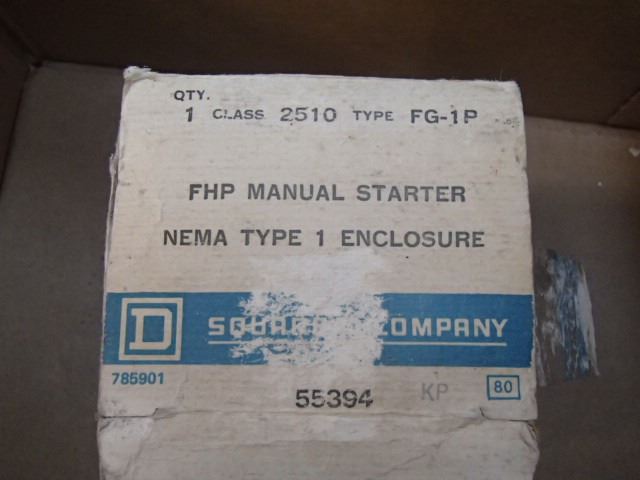 QTY.
1 CLASS 2510 TYPE FG-1P
FHP MANUAL STARTER
NEMA TYPE 1 ENCLOSURE
D COMPANY
785901
55394 KP 80